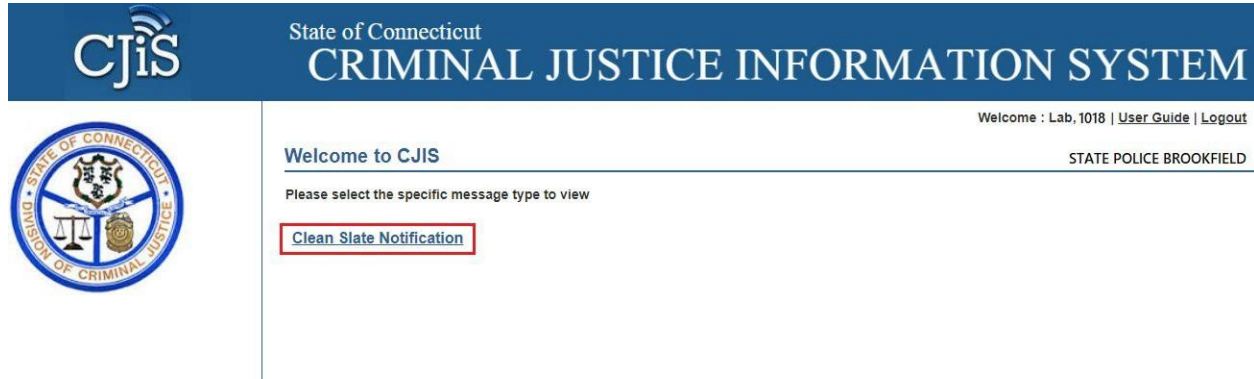 CJiS
State of Connecticut
CRIMINAL JUSTICE INFORMATION SYSTEM
Welcome : Lab, 1018 | User Guide | Logout
STATE OF CONNECTICUT
DIVISION OF CRIMINAL JUSTICE
Welcome to CJIS
STATE POLICE BROOKFIELD
Please select the specific message type to view
Clean Slate Notification